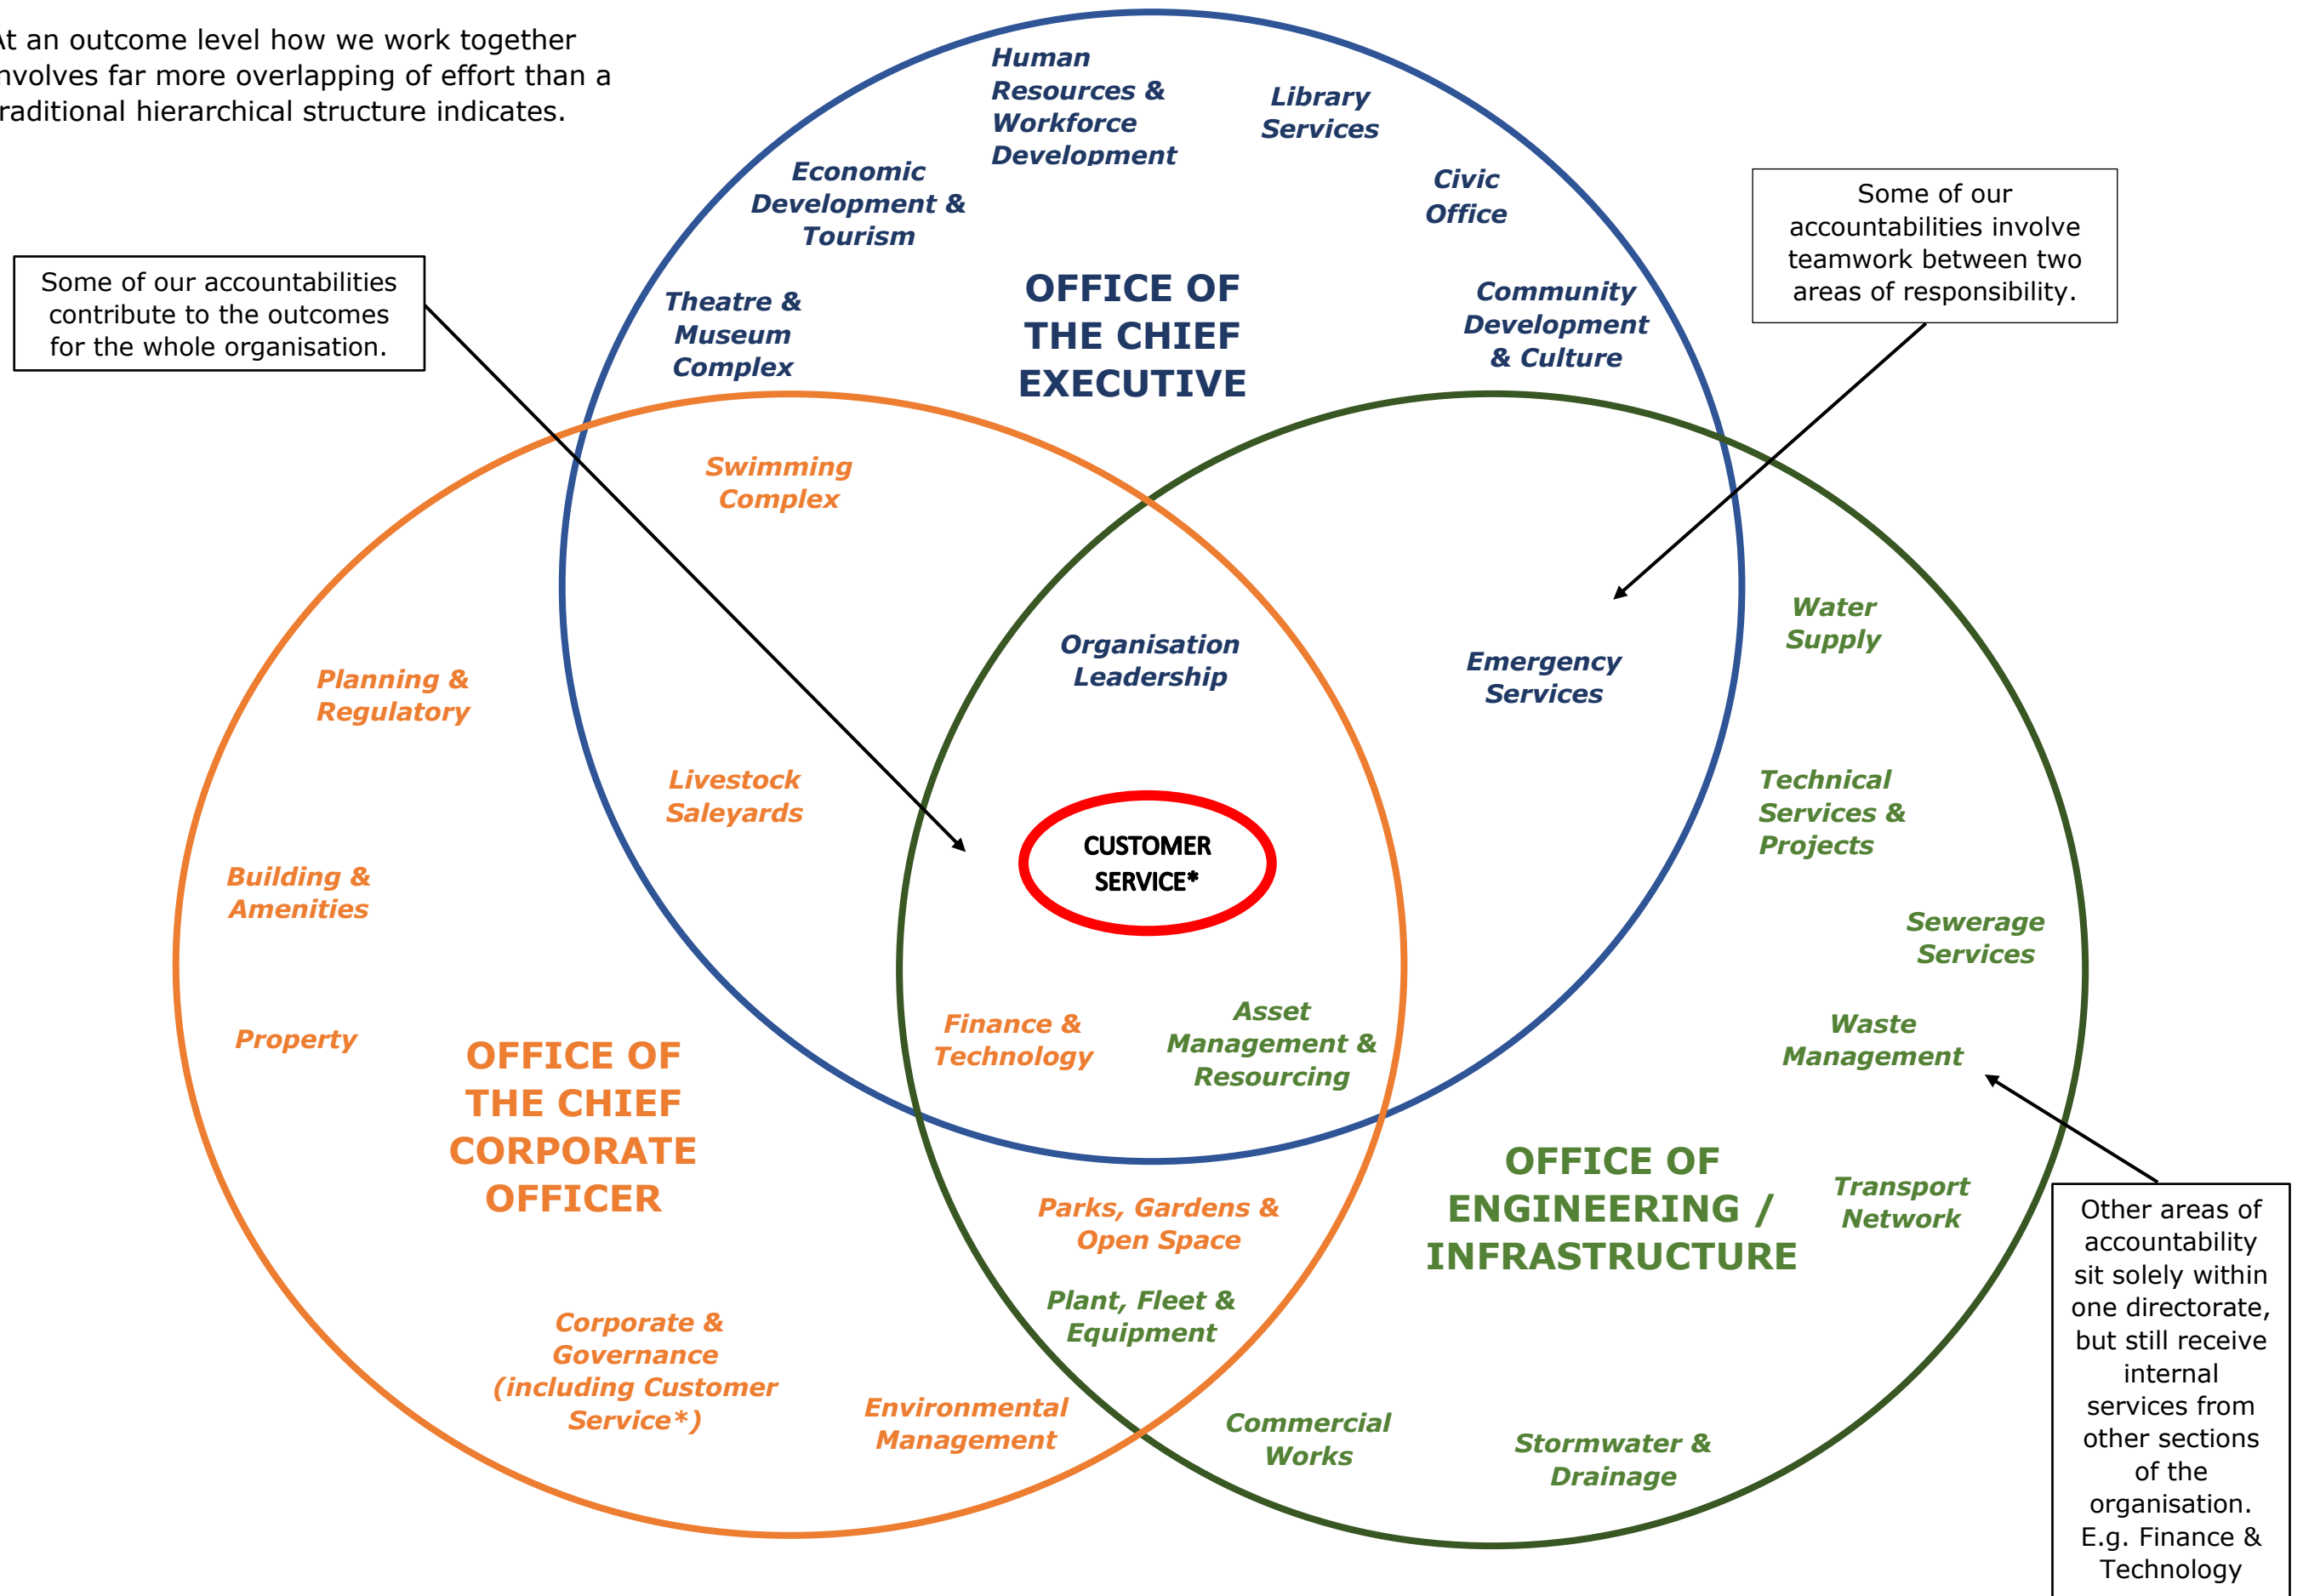 At an outcome level how we work together
involves far more overlapping of effort than a
traditional hierarchical structure indicates.
Human
Resources &
Workforce
Development
Library
Services
Economic
Development &
Tourism
Civic
Office
Some of our
accountabilities involve
teamwork between two
areas of responsibility.
Some of our accountabilities
contribute to the outcomes
for the whole organisation.
Theatre &
Museum
Complex
OFFICE OF
THE CHIEF
EXECUTIVE
Community
Development
& Culture
Swimming
Complex
Organisation
Leadership
Emergency
Services
Water
Supply
Planning &
Regulatory
Livestock
Saleyards
Technical
Services &
Projects
CUSTOMER
SERVICE*
Building &
Amenities
Sewerage
Services
Property
Finance &
Technology
Asset
Management &
Resourcing
Waste
Management
OFFICE OF
THE CHIEF
CORPORATE
OFFICER
OFFICE OF
ENGINEERING /
INFRASTRUCTURE
Transport
Network
Parks, Gardens &
Open Space
Plant, Fleet &
Equipment
Other areas of
accountability
sit solely within
one directorate,
but still receive
internal
services from
other sections
of the
organisation.
E.g. Finance &
Technology
Corporate &
Governance
(including Customer
Service*)
Environmental
Management
Commercial
Works
Stormwater &
Drainage